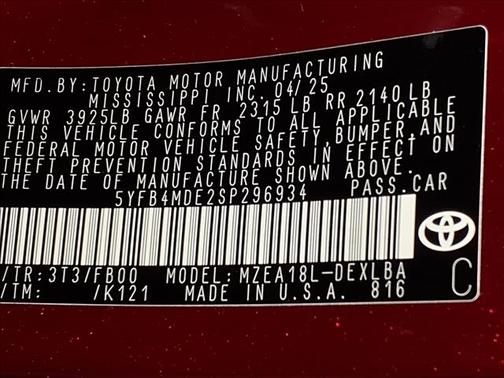 MFD. BY: TOYOTA MOTOR MANUFACTURING
MISSISSIPPI INC. 04/25
GVWR 3925LB GAWR FR 2315 LB RR 2140 LB
THIS VEHICLE CONFORMS TO ALL APPLICABLE
FEDERAL MOTOR VEHICLE SAFETY, BUMPER, AND
THEFT PREVENTION STANDARDS IN EFFECT ON
THE DATE OF MANUFACTURE SHOWN ABOVE.
5YFB4MDE2SP296934 PASS. CAR
/TR: 3T3/FB00 MODEL: MZEA18L-DEXLBA
/TM: /K121 MADE IN U.S.A. 816 C